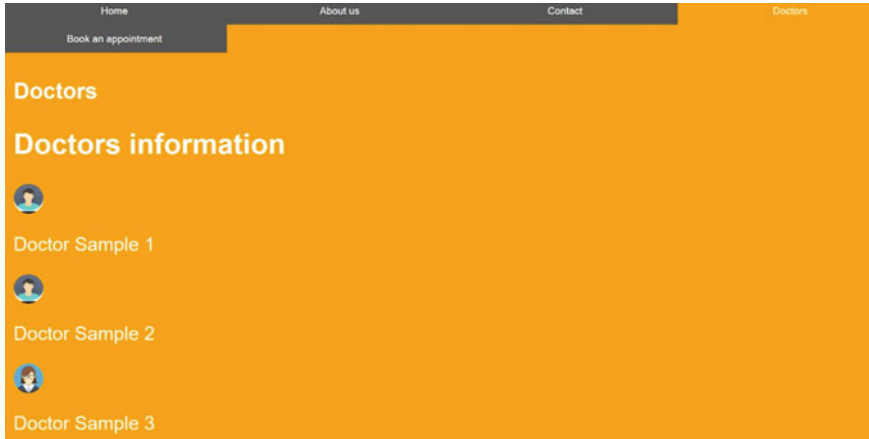 Home About us Contact Doctors
Book an appointment
Doctors
Doctors information
Doctor Sample 1
Doctor Sample 2
Doctor Sample 3